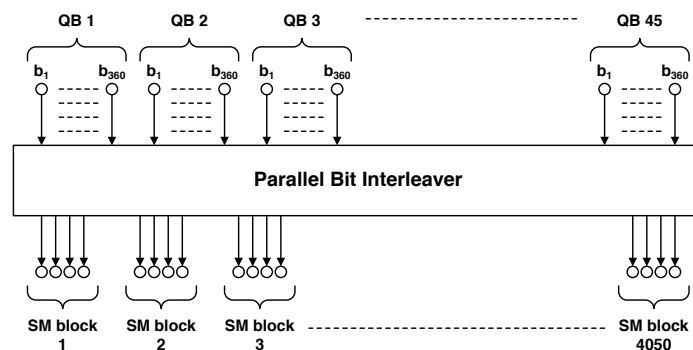 QB 1 QB 2 QB 3 QB 45
b1 b360 b1 b360 b1 b360 b1 b360
Parallel Bit Interleaver
SM block SM block SM block SM block
1 2 3 4050